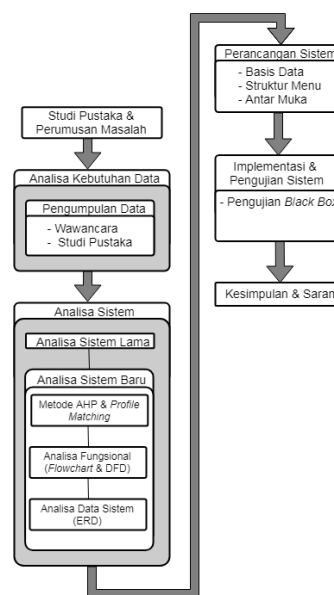 Studi Pustaka &
Perumusan Masalah
Analisa Kebutuhan Data
Pengumpulan Data
- Wawancara
- Studi Pustaka
Analisa Sistem
Analisa Sistem Lama
Analisa Sistem Baru
Metode AHP & Profile
Matching
Analisa Fungsional
(Flowchart & DFD)
Analisa Data Sistem
(ERD)
Perancangan Sistem
- Basis Data
- Struktur Menu
- Antar Muka
Implementasi &
Pengujian Sistem
- Pengujian Black Box
Kesimpulan & Saran